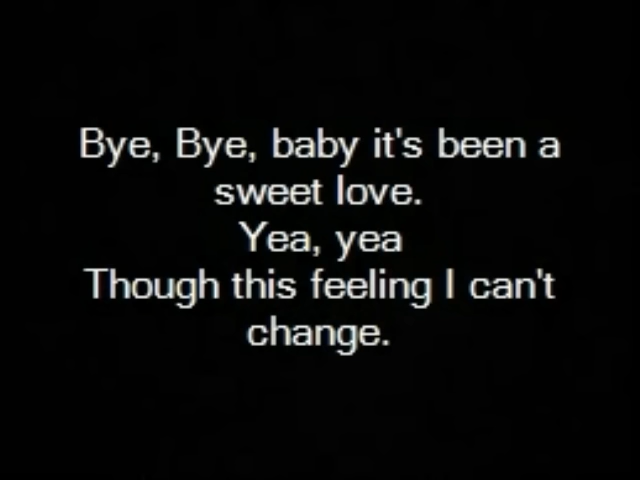 Bye, Bye, baby it's been a
sweet love.
Yea, yea
Though this feeling I can't
change.